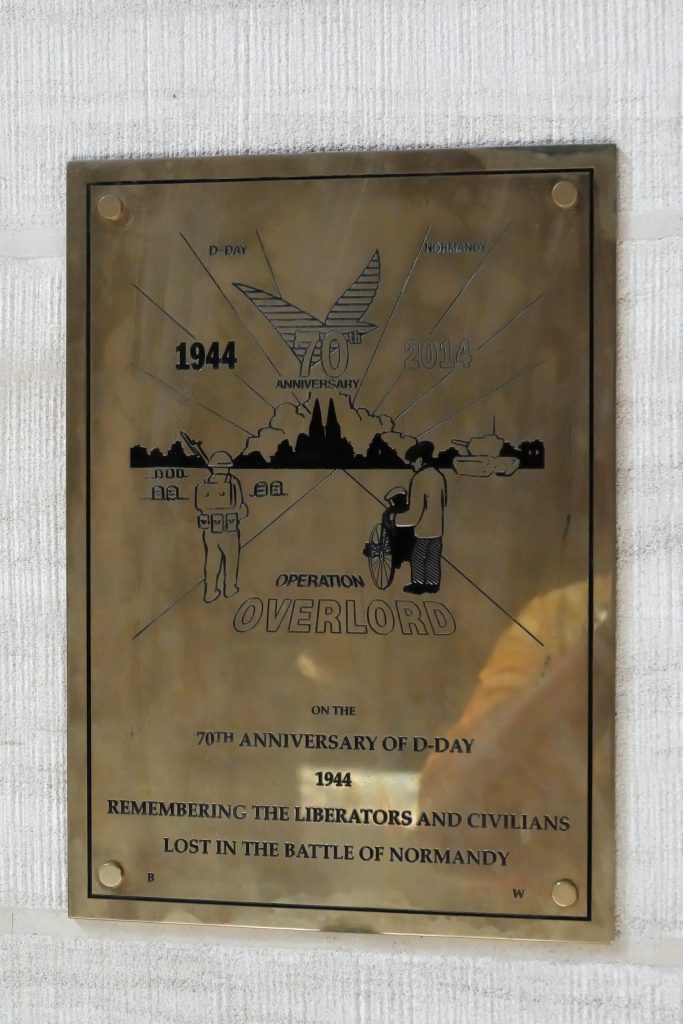 D-DAY NORMANDY
70th
1944 2014
ANNIVERSARY
OPERATION
OVERLORD
ON THE
70TH ANNIVERSARY OF D-DAY
1944
REMEMBERING THE LIBERATORS AND CIVILIANS
LOST IN THE BATTLE OF NORMANDY
B W